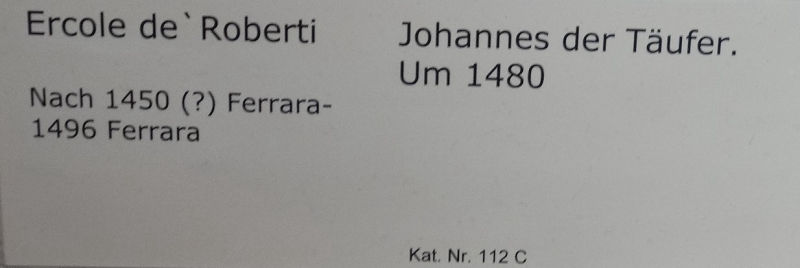 Ercole de`Roberti
Nach 1450 (?) Ferrara-
1496 Ferrara
Johannes der Täufer.
Um 1480
Kat. Nr. 112 C